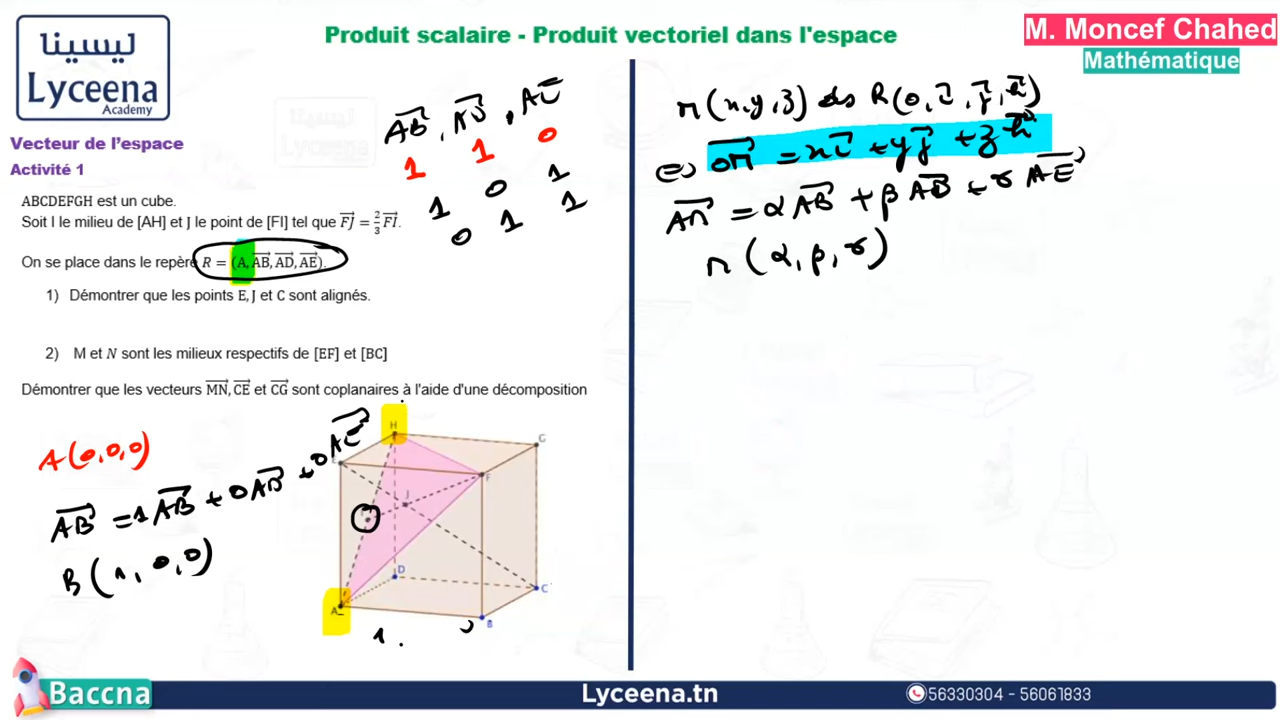 ليسينا
Lyceena
Academy
Produit scalaire - Produit vectoriel dans l'espace
M. Moncef Chahed
Mathématique
Vecteur de l'espace
Activité 1
ABCDEFGH est un cube.
Soit I le milieu de [AH] et J le point de [FI] tel que FJ⃗ = 2/3 FI⃗.
On se place dans le repère R = (A, AB⃗, AD⃗, AE⃗).
1) Démontrer que les points E, J et C sont alignés.
2) M et N sont les milieux respectifs de [EF] et [BC]
Démontrer que les vecteurs MN⃗, CE⃗ et CG⃗ sont coplanaires à l'aide d'une décomposition
AB⃗, AD⃗, AE⃗
1 1 0
1 0 1
0 1 1
A(0,0,0)
AB⃗ = 1AB⃗ + 0AD⃗ + 0AE⃗
B(1,0,0)
H
G
E
F
J
D
C
A
B
1
M(x,y,z) ds R(O, i⃗, j⃗, k⃗)
⇔ OM⃗ = xi⃗ + yj⃗ + zk⃗
AM⃗ = αAB⃗ + βAD⃗ + γAE⃗
M(α, β, γ)
Baccna
Lyceena.tn
56330304 - 56061833